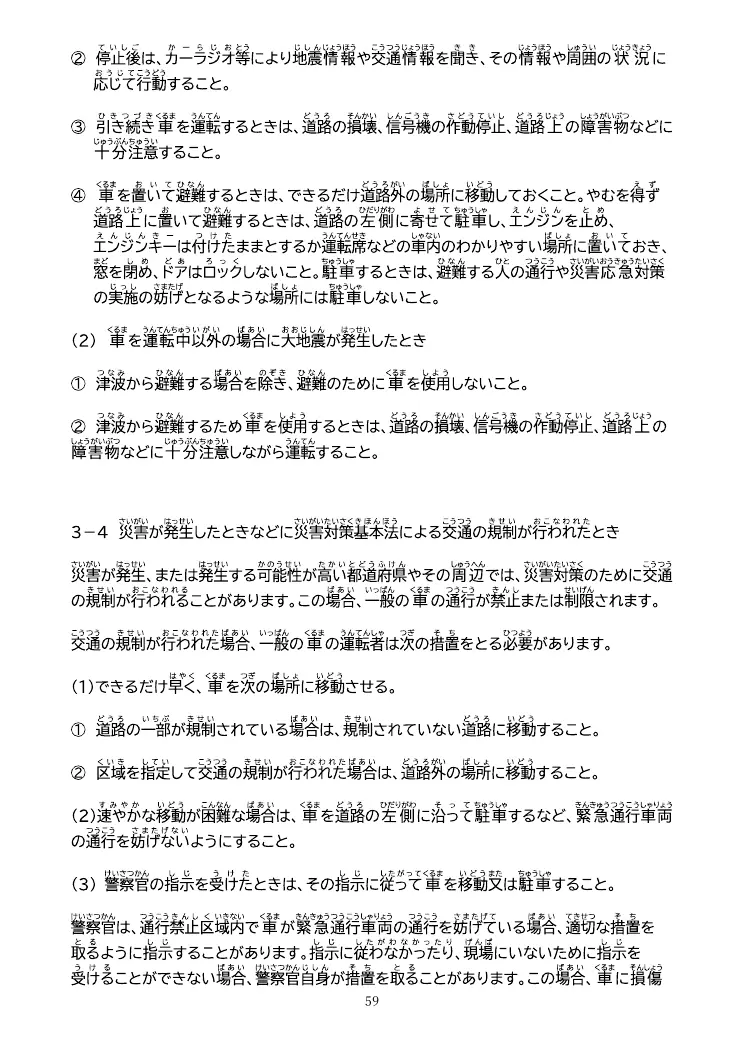 ② 停止後は、カーラジオ等により地震情報や交通情報を聞き、その情報や周囲の状況に
応じて行動すること。
③ 引き続き車を運転するときは、道路の損壊、信号機の作動停止、道路上の障害物などに
十分注意すること。
④ 車を置いて避難するときは、できるだけ道路外の場所に移動しておくこと。やむを得ず
道路上に置いて避難するときは、道路の左側に寄せて駐車し、エンジンを止め、
エンジンキーは付けたままとするか運転席などの車内のわかりやすい場所に置いておき、
窓を閉め、ドアはロックしないこと。駐車するときは、避難する人の通行や災害応急対策
の実施の妨げとなるような場所には駐車しないこと。
(2) 車を運転中以外の場合に大地震が発生したとき
① 津波から避難する場合を除き、避難のために車を使用しないこと。
② 津波から避難するため車を使用するときは、道路の損壊、信号機の作動停止、道路上の
障害物などに十分注意しながら運転すること。
3-4 災害が発生したときなどに災害対策基本法による交通の規制が行われたとき
災害が発生、または発生する可能性が高い都道府県やその周辺では、災害対策のために交通
の規制が行われることがあります。この場合、一般の車の通行が禁止または制限されます。
交通の規制が行われた場合、一般の車の運転者は次の措置をとる必要があります。
(1)できるだけ早く、車を次の場所に移動させる。
① 道路の一部が規制されている場合は、規制されていない道路に移動すること。
② 区域を指定して交通の規制が行われた場合は、道路外の場所に移動すること。
(2)速やかな移動が困難な場合は、車を道路の左側に沿って駐車するなど、緊急通行車両
の通行を妨げないようにすること。
(3) 警察官の指示を受けたときは、その指示に従って車を移動又は駐車すること。
警察官は、通行禁止区域内で車が緊急通行車両の通行を妨げている場合、適切な措置を
取るように指示することがあります。指示に従わなかったり、現場にいないために指示を
受けることができない場合、警察官自身が措置を取ることがあります。この場合、車に損傷
59